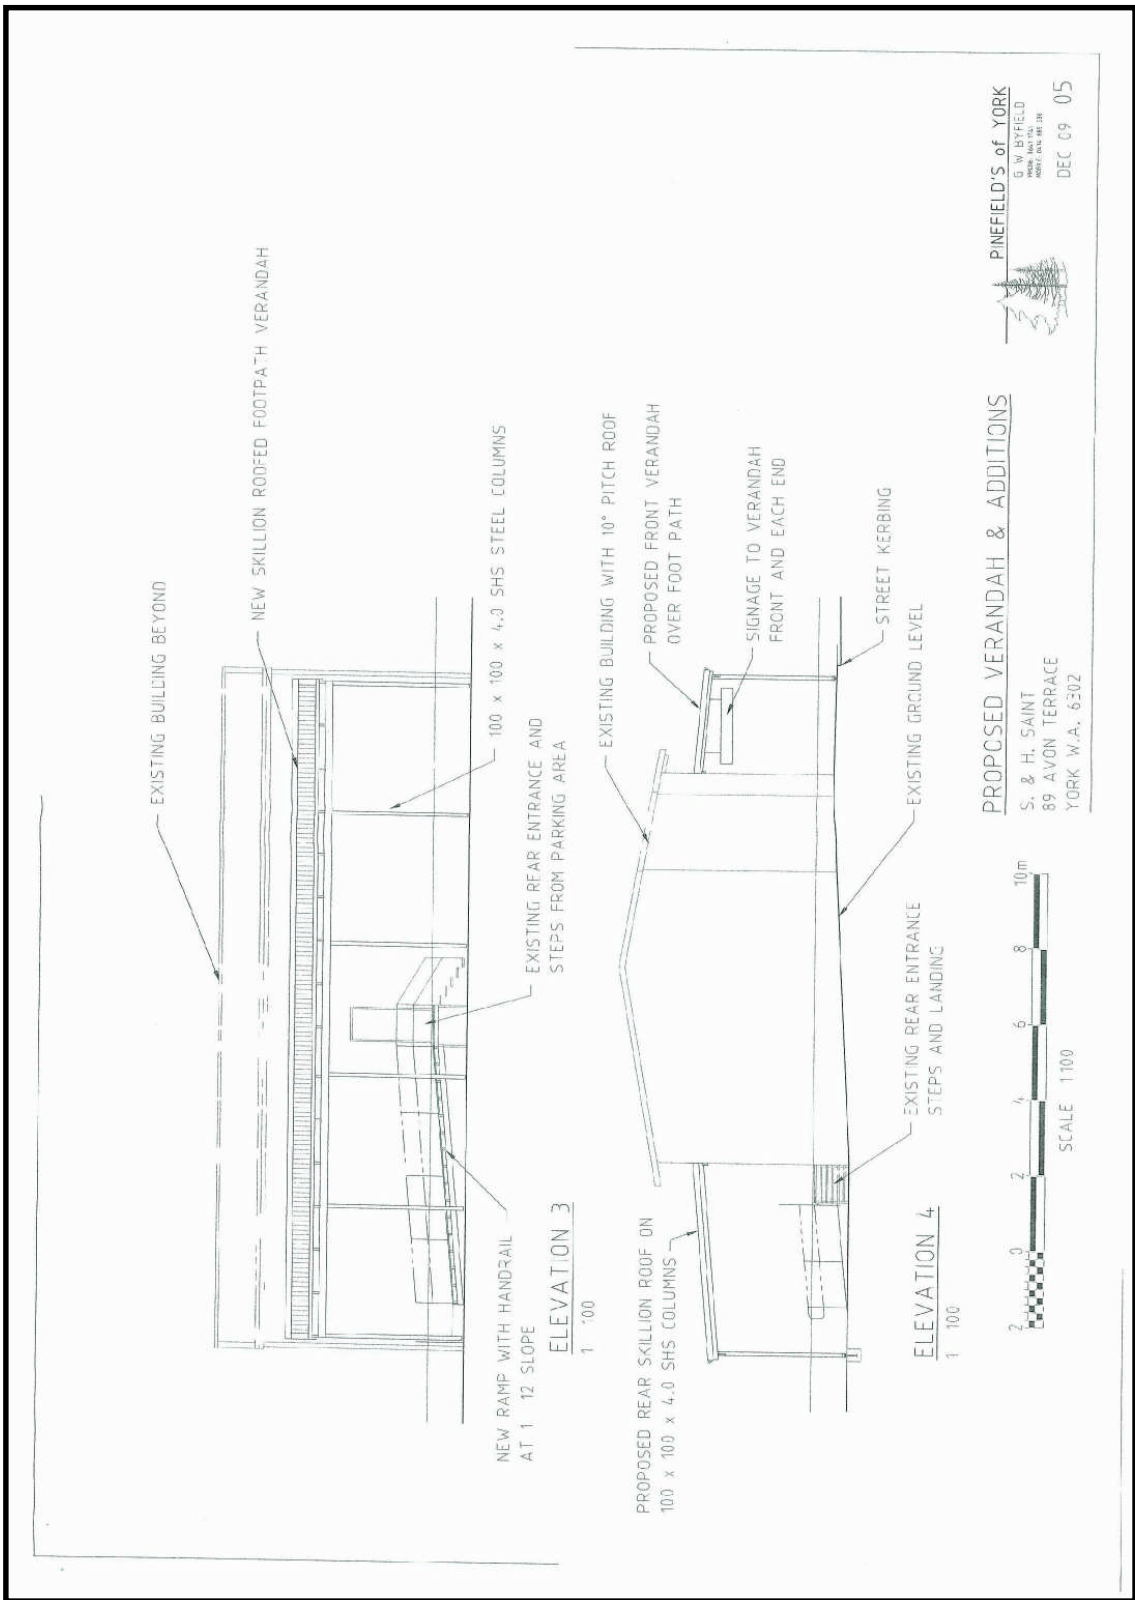 EXISTING BUILDING BEYOND
NEW SKILLION ROOFED FOOTPATH VERANDAH
100 x 100 x 4.0 SHS STEEL COLUMNS
EXISTING REAR ENTRANCE AND
STEPS FROM PARKING AREA
NEW RAMP WITH HANDRAIL
AT 1 12 SLOPE
ELEVATION 3
1 100
EXISTING BUILDING WITH 10° PITCH ROOF
PROPOSED FRONT VERANDAH
OVER FOOT PATH
SIGNAGE TO VERANDAH
FRONT AND EACH END
STREET KERBING
EXISTING GROUND LEVEL
EXISTING REAR ENTRANCE
STEPS AND LANDING
PROPOSED REAR SKILLION ROOF ON
100 x 100 x 4.0 SHS COLUMNS
ELEVATION 4
1 100
2 0 2 4 6 8 10m
SCALE 1 100
PROPOSED VERANDAH & ADDITIONS
S. & H. SAINT
89 AVON TERRACE
YORK W.A. 6302
PINEFIELD'S of YORK
G W BYFIELD
DEC 09 05